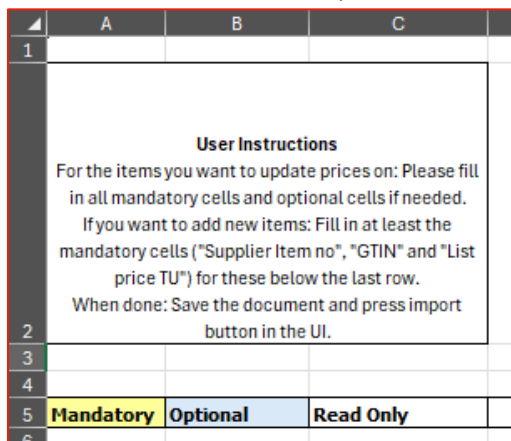 A B C
1
User Instructions
For the items you want to update prices on: Please fill
in all mandatory cells and optional cells if needed.
If you want to add new items: Fill in at least the
mandatory cells ("Supplier Item no", "GTIN" and "List
price TU") for these below the last row.
When done: Save the document and press import
2 button in the UI.
3
4
5 Mandatory Optional Read Only